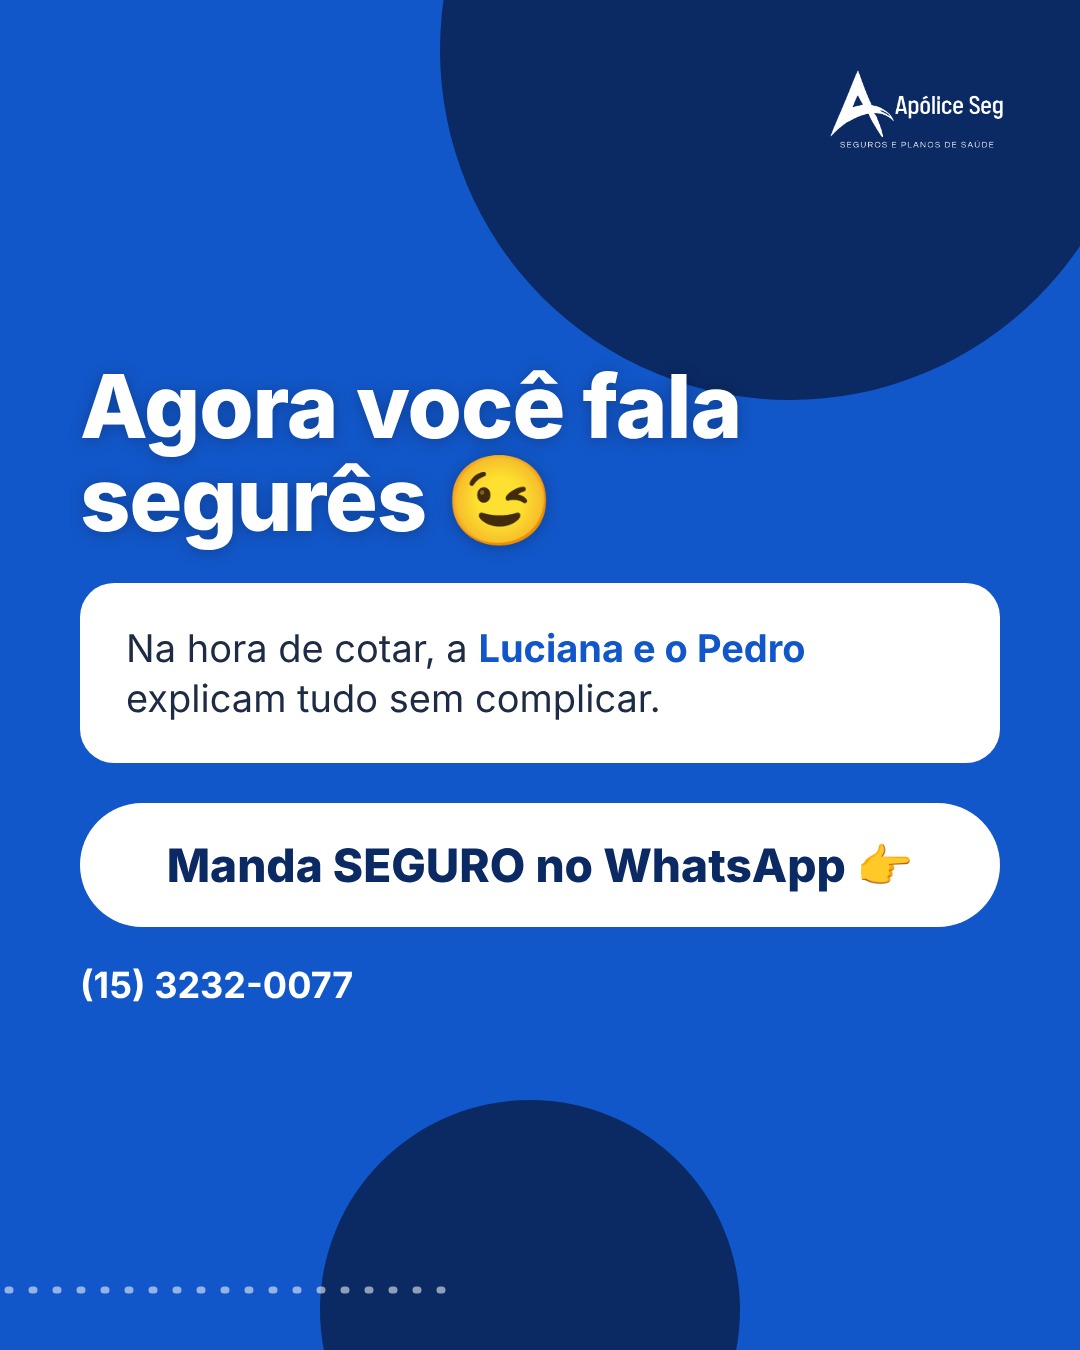 Apólice Seg
SEGUROS E PLANOS DE SAÚDE
Agora você fala
segurês 😉
Na hora de cotar, a Luciana e o Pedro
explicam tudo sem complicar.
Manda SEGURO no WhatsApp 👉
(15) 3232-0077